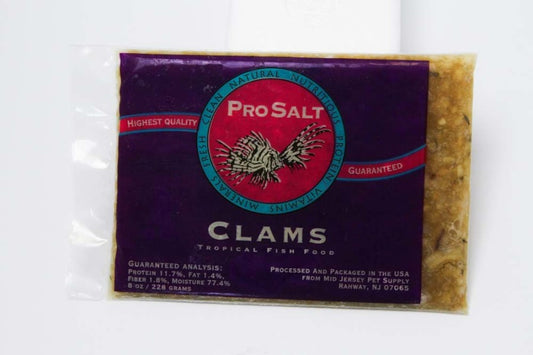 FRESH CLEAN NATURAL NUTRITIOUS PROTEIN VITAMINS MINERALS
PRO SALT
HIGHEST QUALITY
GUARANTEED
CLAMS
TROPICAL FISH FOOD
GUARANTEED ANALYSIS:
PROTEIN 11.7%, FAT 1.4%,
FIBER 1.8%, MOISTURE 77.4%
8 OZ / 228 GRAMS
PROCESSED AND PACKAGED IN THE USA
FROM MID JERSEY PET SUPPLY
RAHWAY, NJ 07065